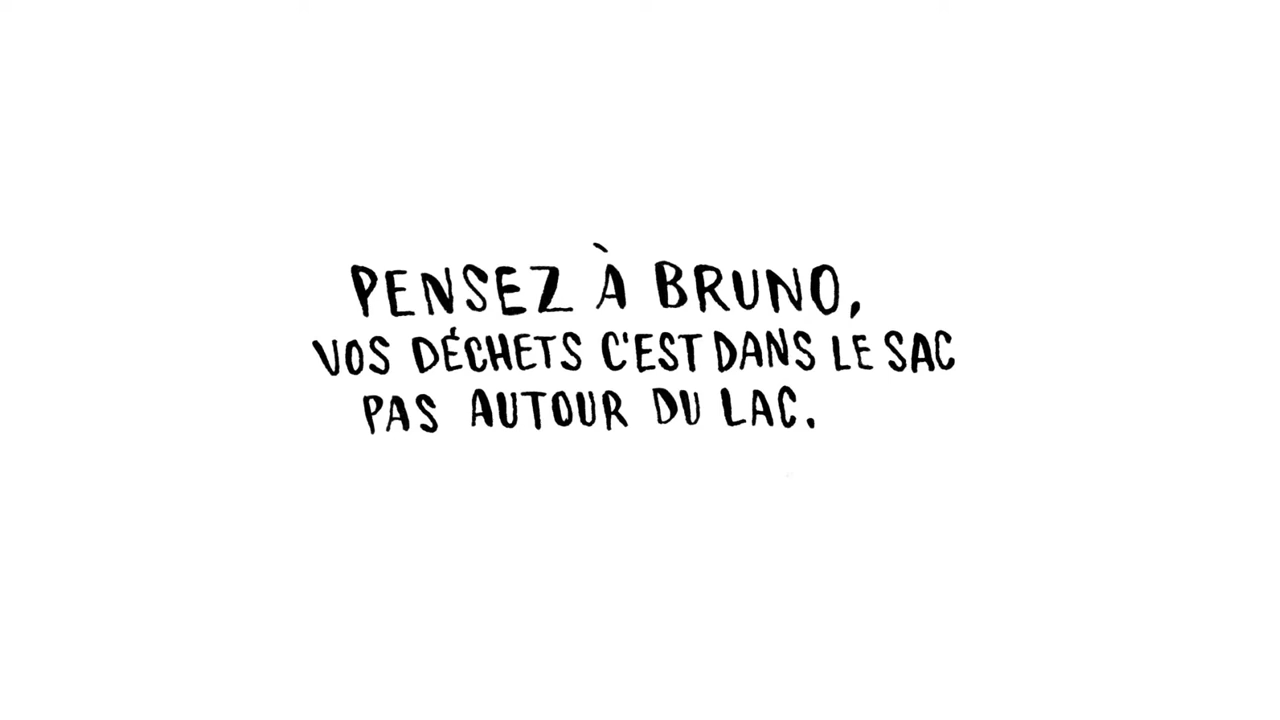 PENSEZ À BRUNO,
VOS DÉCHETS C'EST DANS LE SAC
PAS AUTOUR DU LAC.